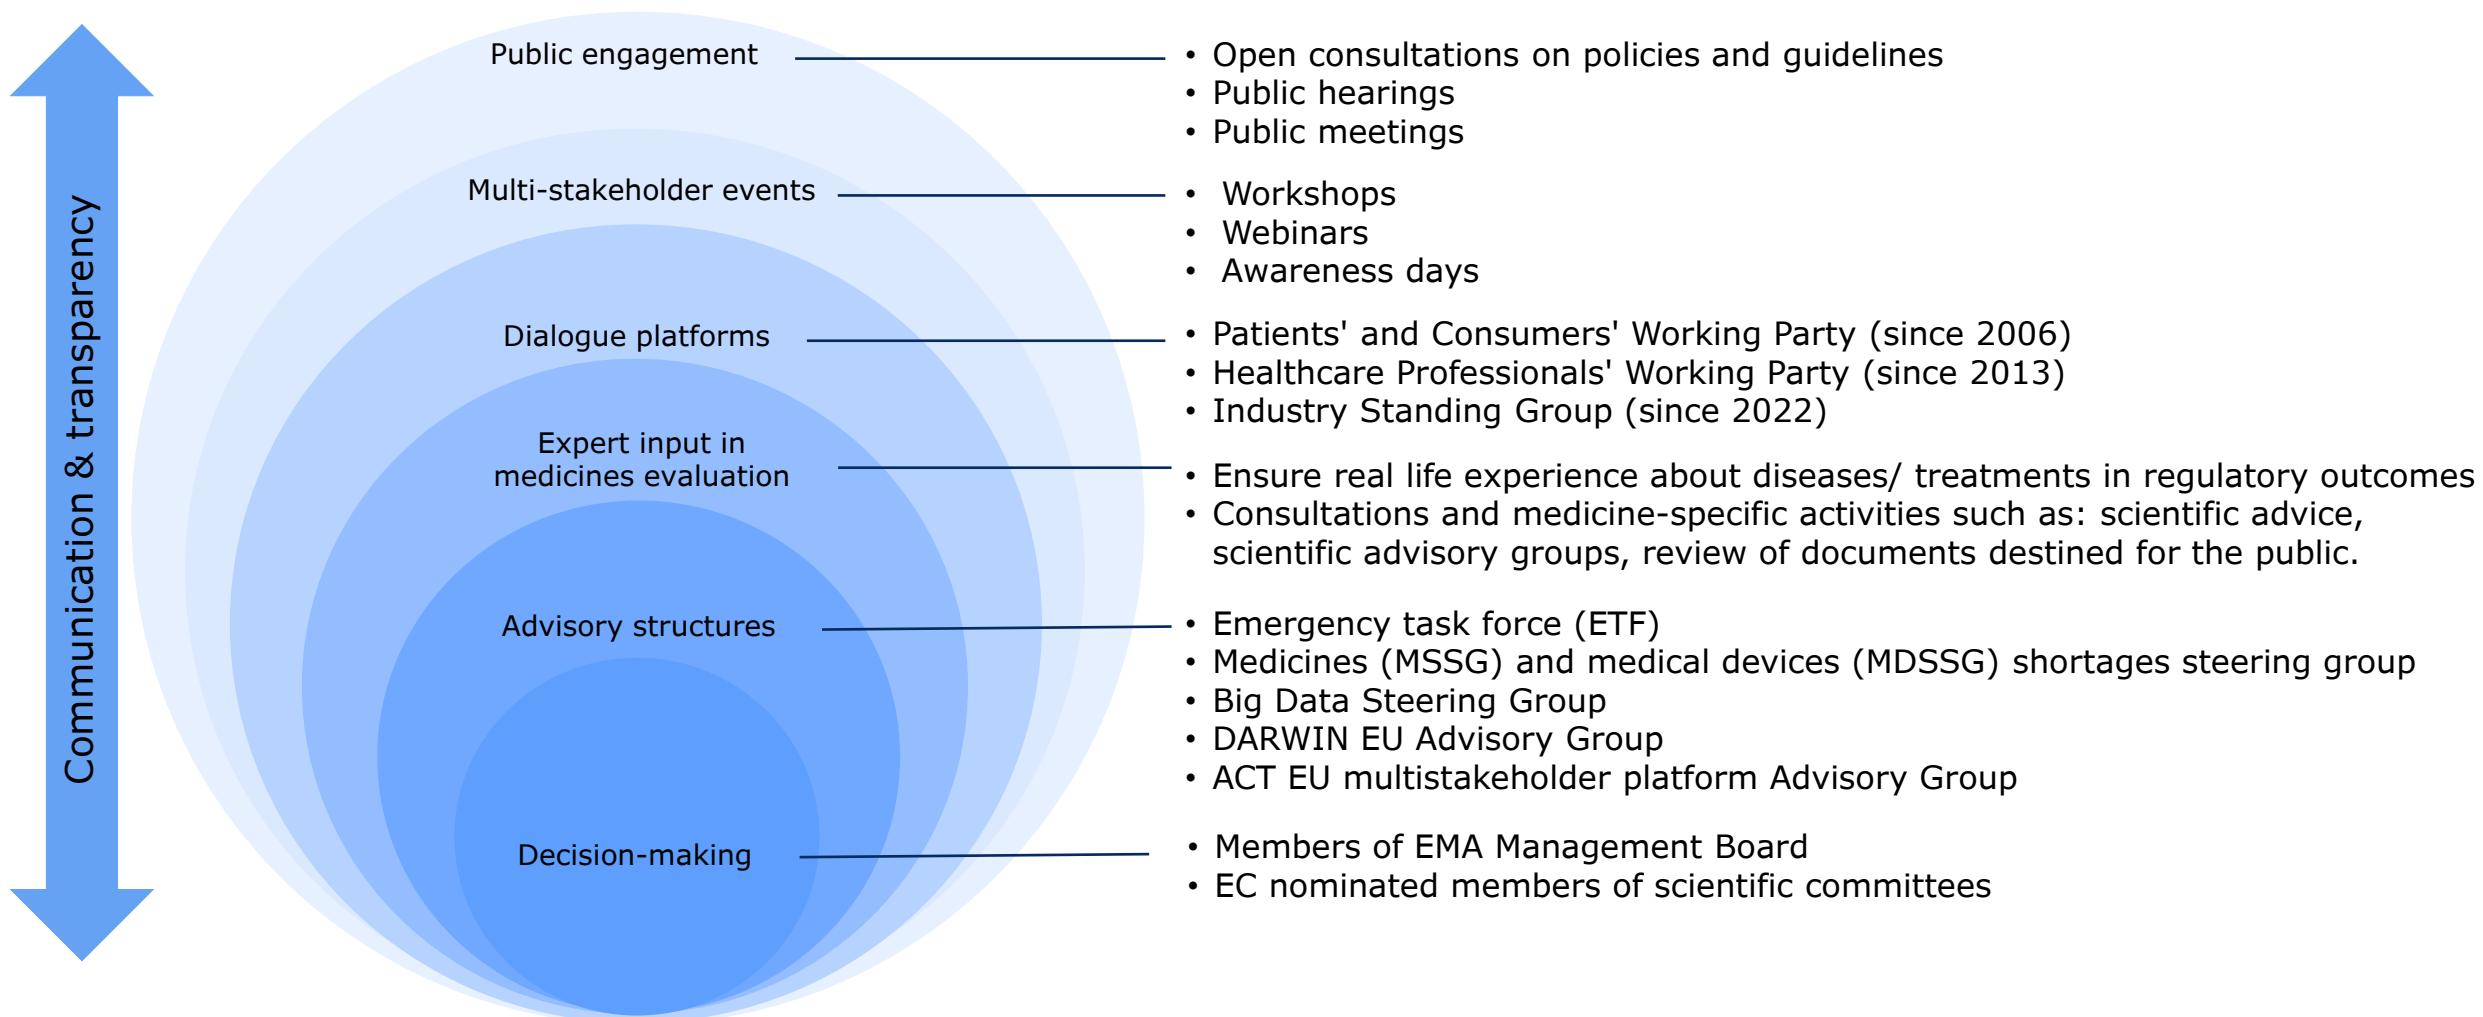 Communication & transparency
Public engagement
• Open consultations on policies and guidelines
• Public hearings
• Public meetings
Multi-stakeholder events
• Workshops
• Webinars
• Awareness days
Dialogue platforms
• Patients' and Consumers' Working Party (since 2006)
• Healthcare Professionals' Working Party (since 2013)
• Industry Standing Group (since 2022)
Expert input in
medicines evaluation
• Ensure real life experience about diseases/ treatments in regulatory outcomes
• Consultations and medicine-specific activities such as: scientific advice,
scientific advisory groups, review of documents destined for the public.
Advisory structures
• Emergency task force (ETF)
• Medicines (MSSG) and medical devices (MDSSG) shortages steering group
• Big Data Steering Group
• DARWIN EU Advisory Group
• ACT EU multistakeholder platform Advisory Group
Decision-making
• Members of EMA Management Board
• EC nominated members of scientific committees